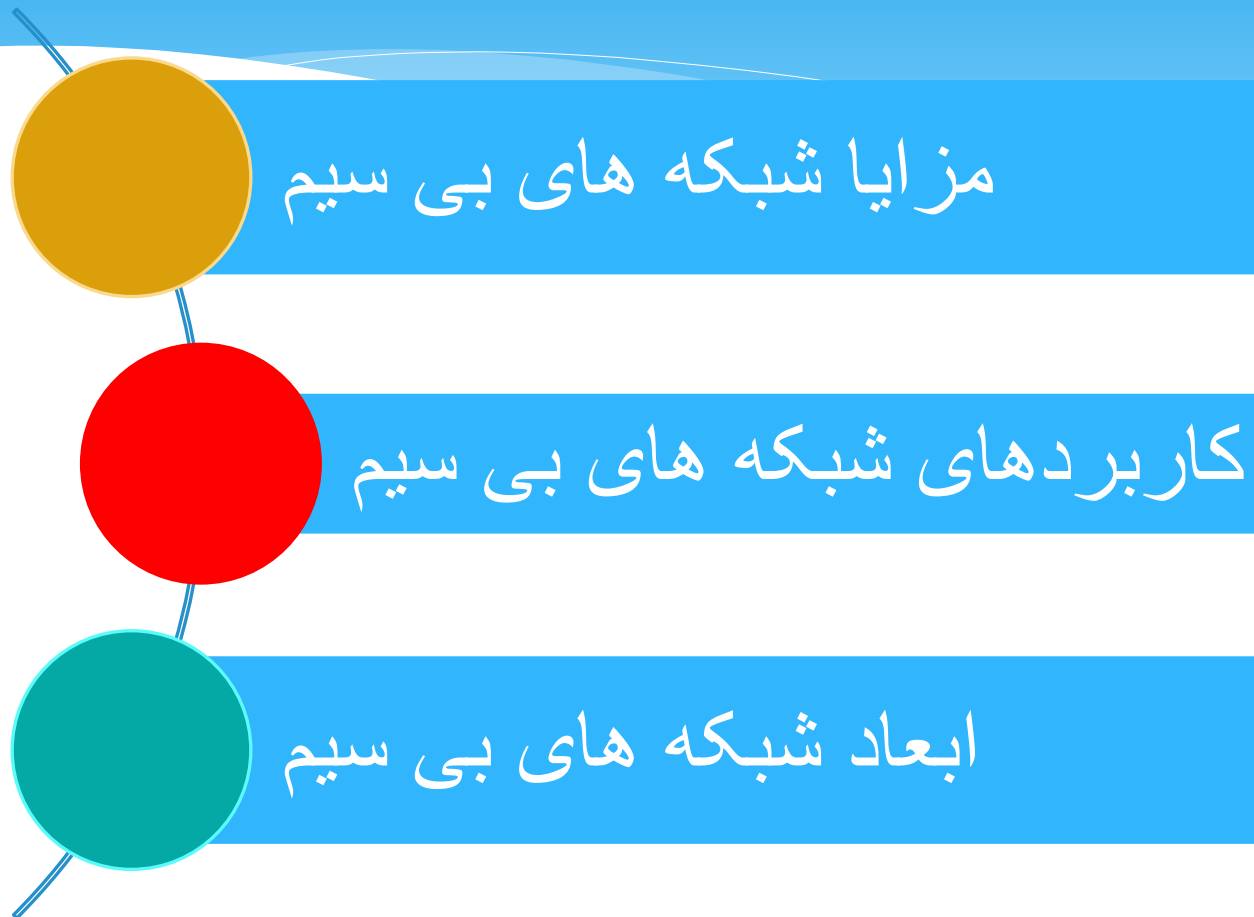 مزایا شبکه های بی سیم
کاربردهای شبکه های بی سیم
ابعاد شبکه های بی سیم